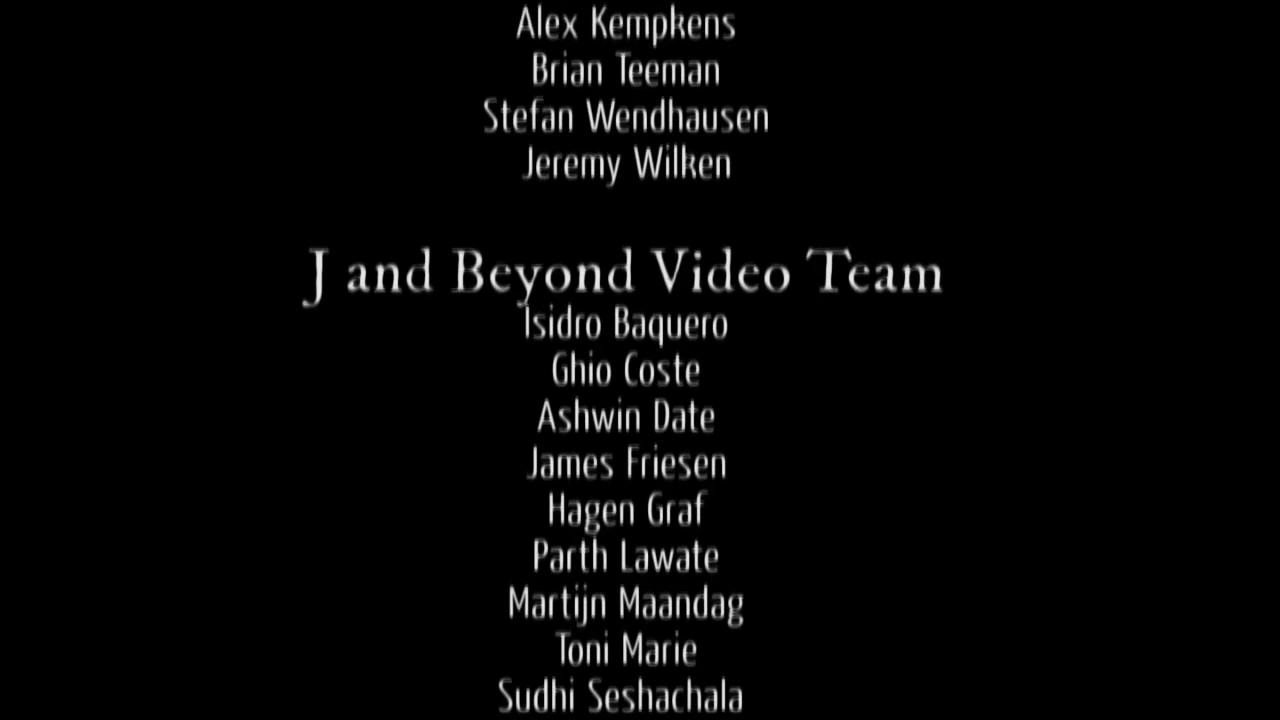 Alex Kempkens
Brian Teeman
Stefan Wendhausen
Jeremy Wilken
J and Beyond Video Team
Isidro Baquero
Ghio Coste
Ashwin Date
James Friesen
Hagen Graf
Parth Lawate
Martijn Maandag
Toni Marie
Sudhi Seshachala